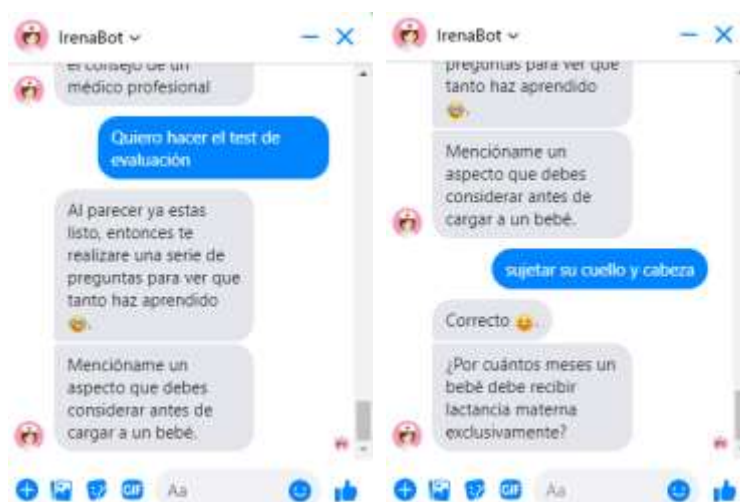 IrenaBot
el consejo de un
médico profesional
Quiero hacer el test de
evaluación
Al parecer ya estas
listo, entonces te
realizare una serie de
preguntas para ver que
tanto haz aprendido
Mencióname un
aspecto que debes
considerar antes de
cargar a un bebé.
GIF
Aa
IrenaBot
preguntas para ver que
tanto haz aprendido
Mencióname un
aspecto que debes
considerar antes de
cargar a un bebé.
sujetar su cuello y cabeza
Correcto
¿Por cuántos meses un
bebé debe recibir
lactancia materna
exclusivamente?
GIF
Aa